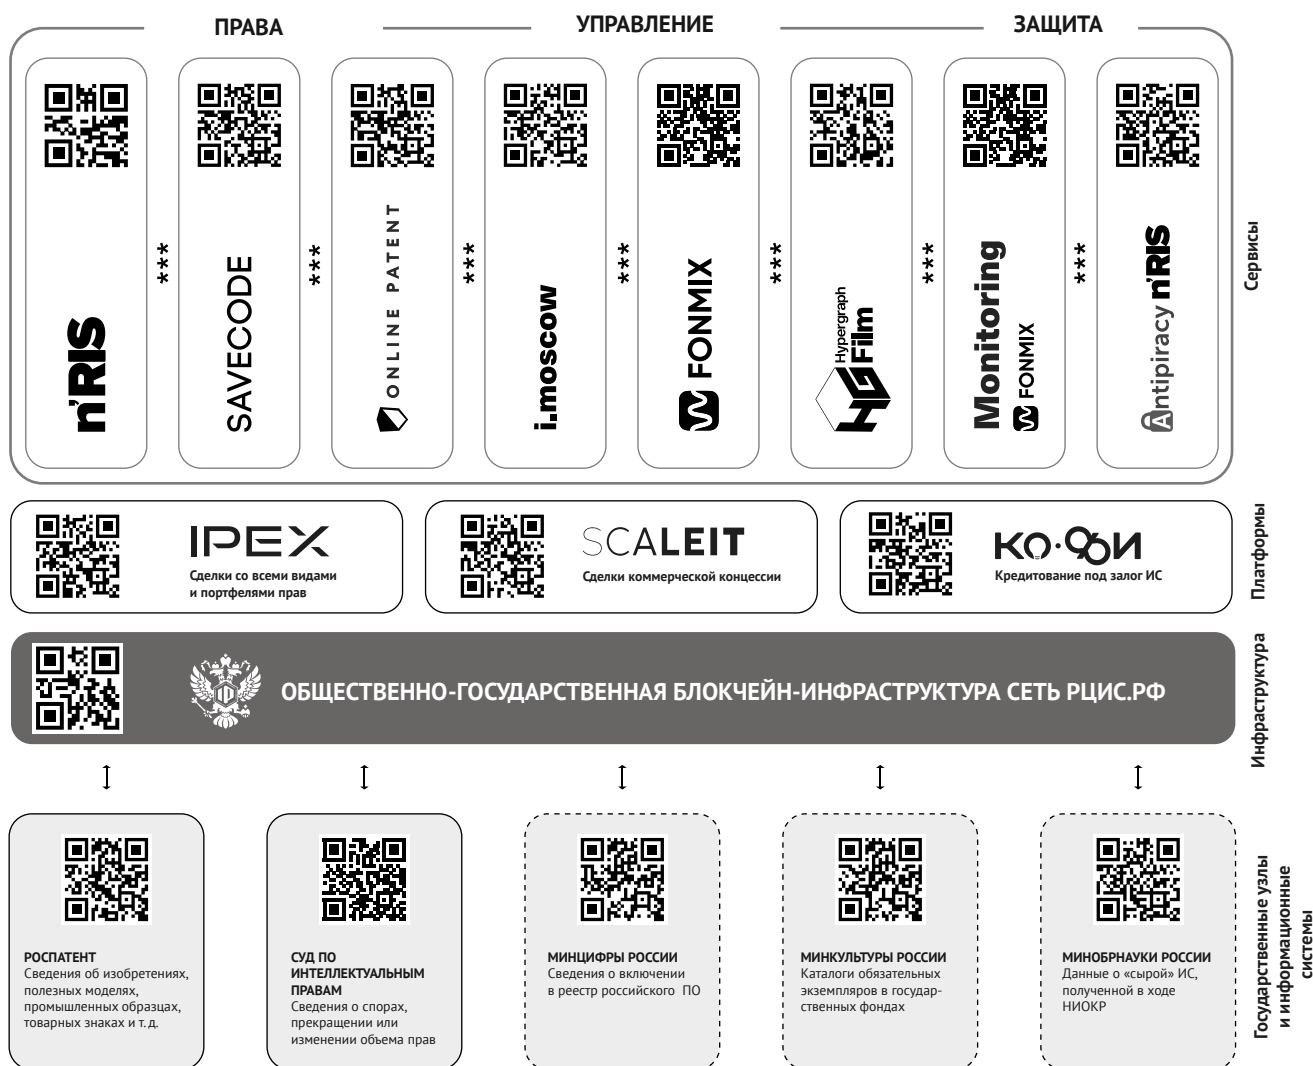 ПРАВА
УПРАВЛЕНИЕ
ЗАЩИТА
n'RIS
***
SAVECODE
***
ONLINE PATENT
***
i.moscow
***
FONMIX
***
HG
Hypergraph
Film
***
Monitoring
FONMIX
***
Antipiracy n'RIS
Сервисы
IPEX
Сделки со всеми видами
и портфелями прав
SCALEIT
Сделки коммерческой концессии
КО·ФИ
Кредитование под залог ИС
Платформы
ОБЩЕСТВЕННО-ГОСУДАРСТВЕННАЯ БЛОКЧЕЙН-ИНФРАСТРУКТУРА СЕТЬ РЦИС.РФ
Инфраструктура
РОСПАТЕНТ
Сведения об изобретениях,
полезных моделях,
промышленных образцах,
товарных знаках и т. д.
СУД ПО
ИНТЕЛЛЕКТУАЛЬНЫМ
ПРАВАМ
Сведения о спорах,
прекращении или
изменении объема прав
МИНЦИФРЫ РОССИИ
Сведения о включении
в реестр российского ПО
МИНКУЛЬТУРЫ РОССИИ
Каталоги обязательных
экземпляров в государ-
ственных фондах
МИНОБРНАУКИ РОССИИ
Данные о «сырой» ИС,
полученной в ходе
НИОКР
Государственные узлы
и информационные
системы